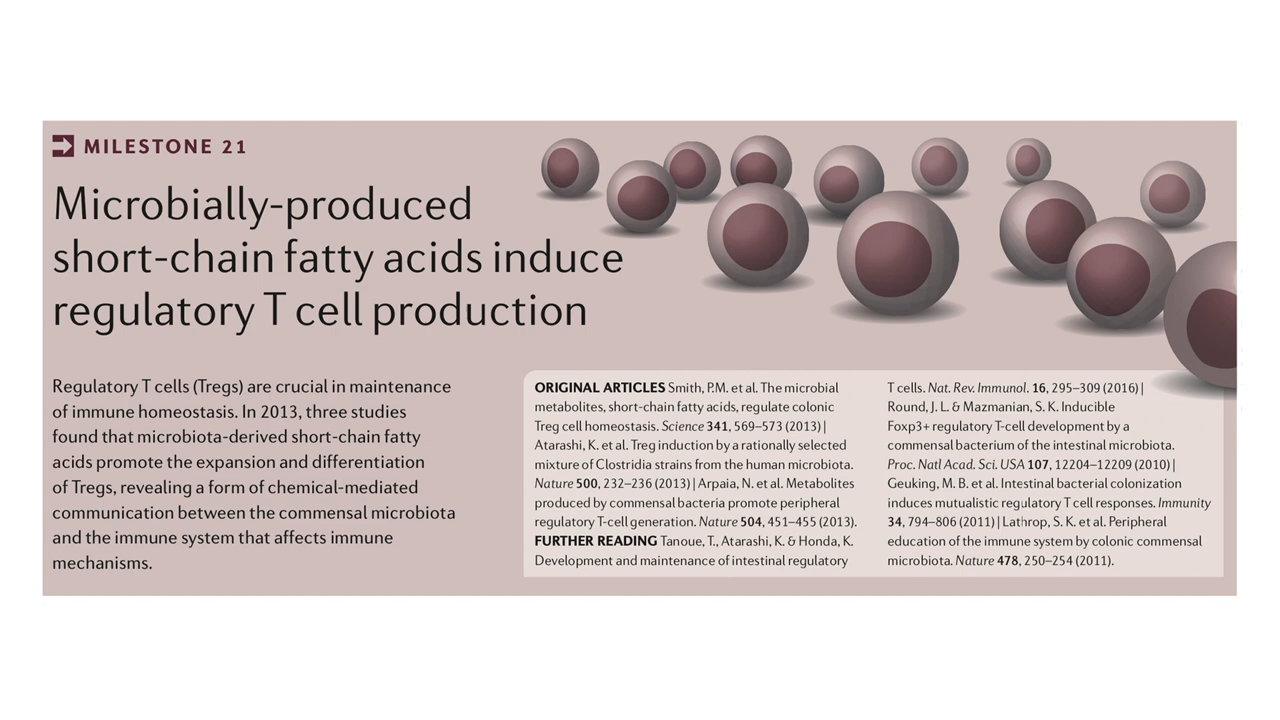 MILESTONE 21
Microbially-produced
short-chain fatty acids induce
regulatory T cell production
Regulatory T cells (Tregs) are crucial in maintenance
of immune homeostasis. In 2013, three studies
found that microbiota-derived short-chain fatty
acids promote the expansion and differentiation
of Tregs, revealing a form of chemical-mediated
communication between the commensal microbiota
and the immune system that affects immune
mechanisms.
ORIGINAL ARTICLES Smith, P.M. et al. The microbial
metabolites, short-chain fatty acids, regulate colonic
Treg cell homeostasis. Science 341, 569–573 (2013) |
Atarashi, K. et al. Treg induction by a rationally selected
mixture of Clostridia strains from the human microbiota.
Nature 500, 232–236 (2013) | Arpaia, N. et al. Metabolites
produced by commensal bacteria promote peripheral
regulatory T-cell generation. Nature 504, 451–455 (2013).
FURTHER READING Tanoue, T., Atarashi, K. & Honda, K.
Development and maintenance of intestinal regulatory
T cells. Nat. Rev. Immunol. 16, 295–309 (2016) |
Round, J. L. & Mazmanian, S. K. Inducible
Foxp3+ regulatory T-cell development by a
commensal bacterium of the intestinal microbiota.
Proc. Natl Acad. Sci. USA 107, 12204–12209 (2010) |
Geuking, M. B. et al. Intestinal bacterial colonization
induces mutualistic regulatory T cell responses. Immunity
34, 794–806 (2011) | Lathrop, S. K. et al. Peripheral
education of the immune system by colonic commensal
microbiota. Nature 478, 250–254 (2011).